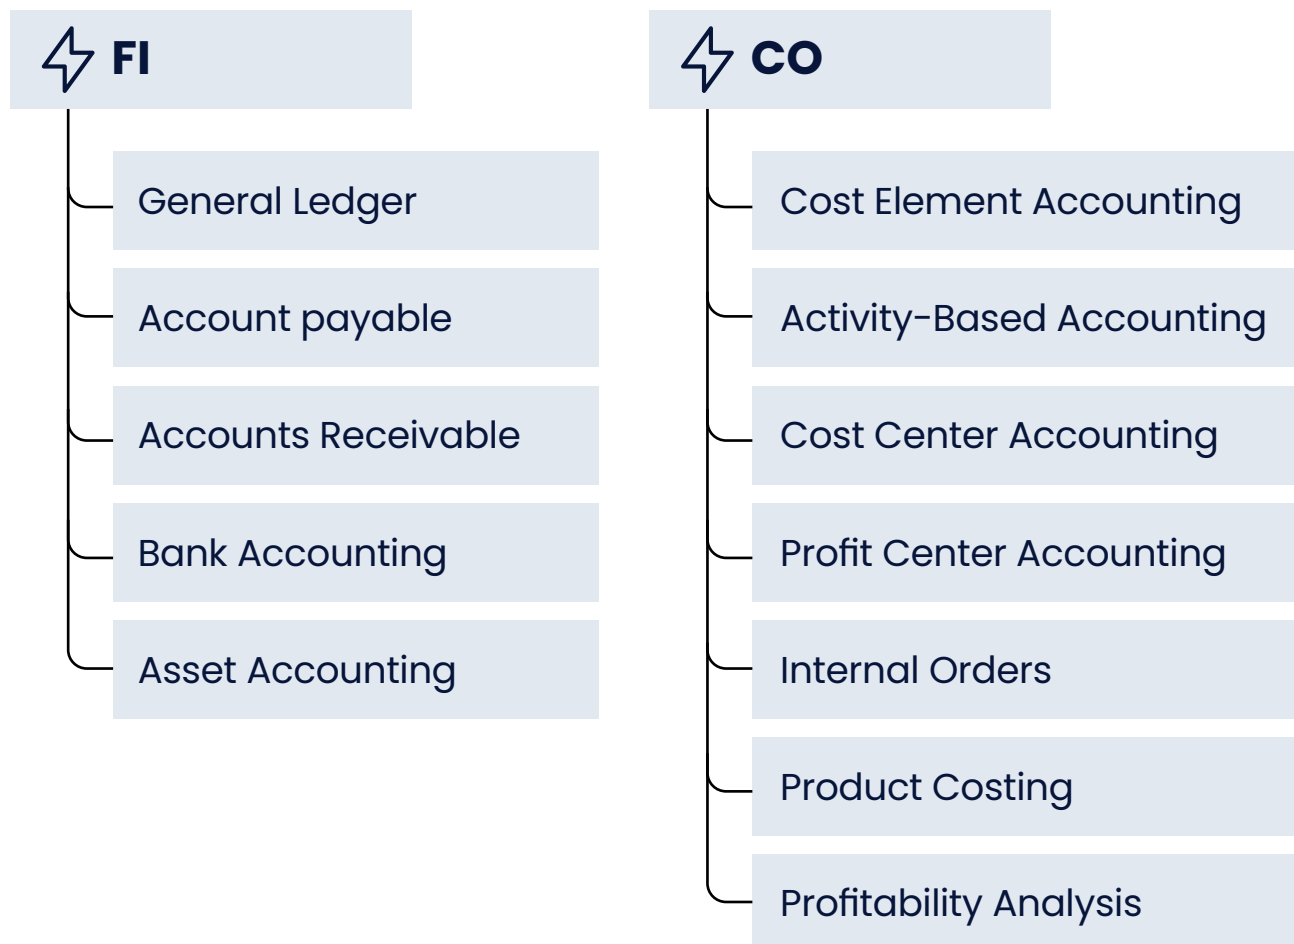 FI
General Ledger
Account payable
Accounts Receivable
Bank Accounting
Asset Accounting
CO
Cost Element Accounting
Activity-Based Accounting
Cost Center Accounting
Profit Center Accounting
Internal Orders
Product Costing
Profitability Analysis